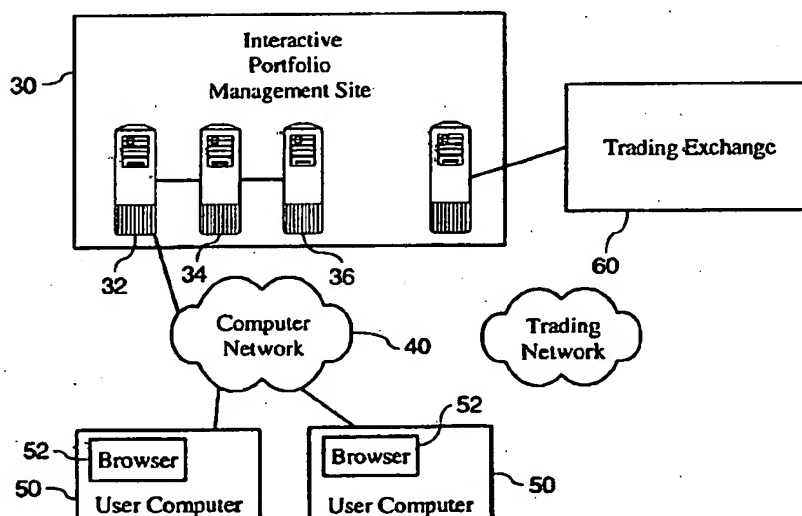 Interactive
Portfolio
Management Site
30
Trading Exchange
32
34
36
60
Computer
Network
40
Trading
Network
52
Browser
50
User Computer
52
Browser
50
User Computer